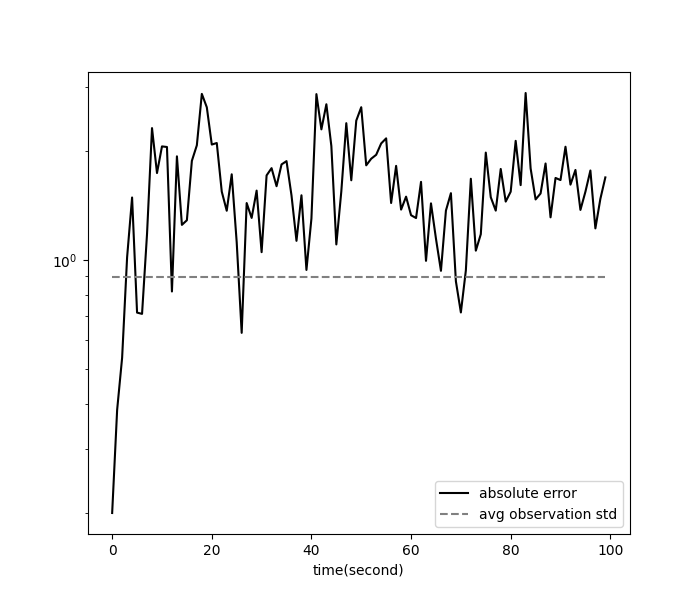 10⁰
0 20 40 60 80 100
time(second)
absolute error
avg observation std